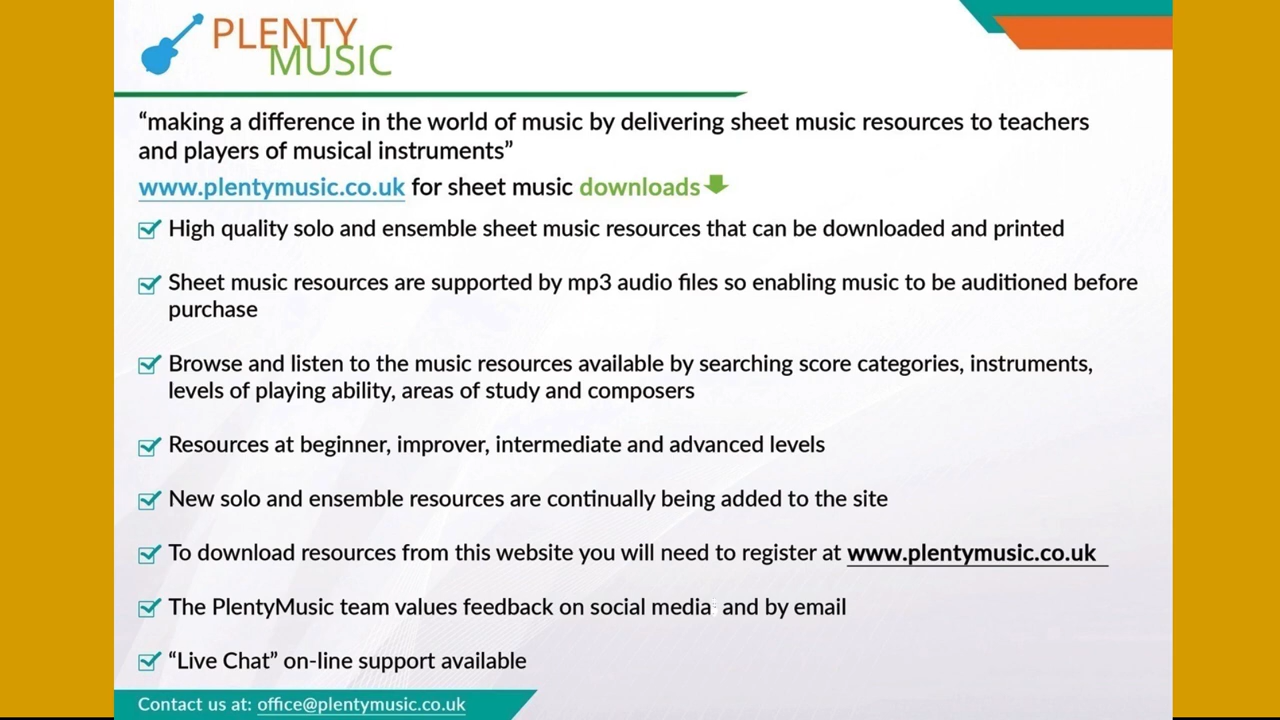 PLENTY
MUSIC
“making a difference in the world of music by delivering sheet music resources to teachers
and players of musical instruments”
www.plentymusic.co.uk for sheet music downloads
High quality solo and ensemble sheet music resources that can be downloaded and printed
Sheet music resources are supported by mp3 audio files so enabling music to be auditioned before
purchase
Browse and listen to the music resources available by searching score categories, instruments,
levels of playing ability, areas of study and composers
Resources at beginner, improver, intermediate and advanced levels
New solo and ensemble resources are continually being added to the site
To download resources from this website you will need to register at www.plentymusic.co.uk
The PlentyMusic team values feedback on social media and by email
“Live Chat” on-line support available
Contact us at: office@plentymusic.co.uk